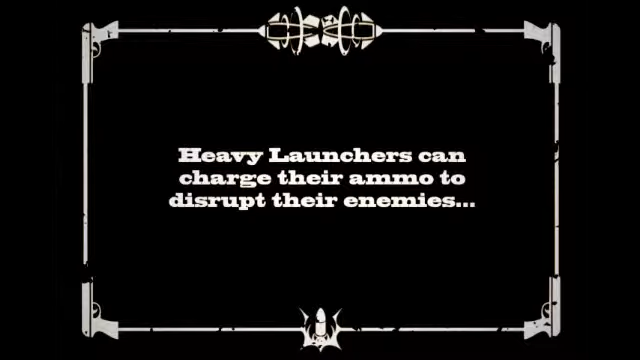 Heavy Launchers can
charge their ammo to
disrupt their enemies...